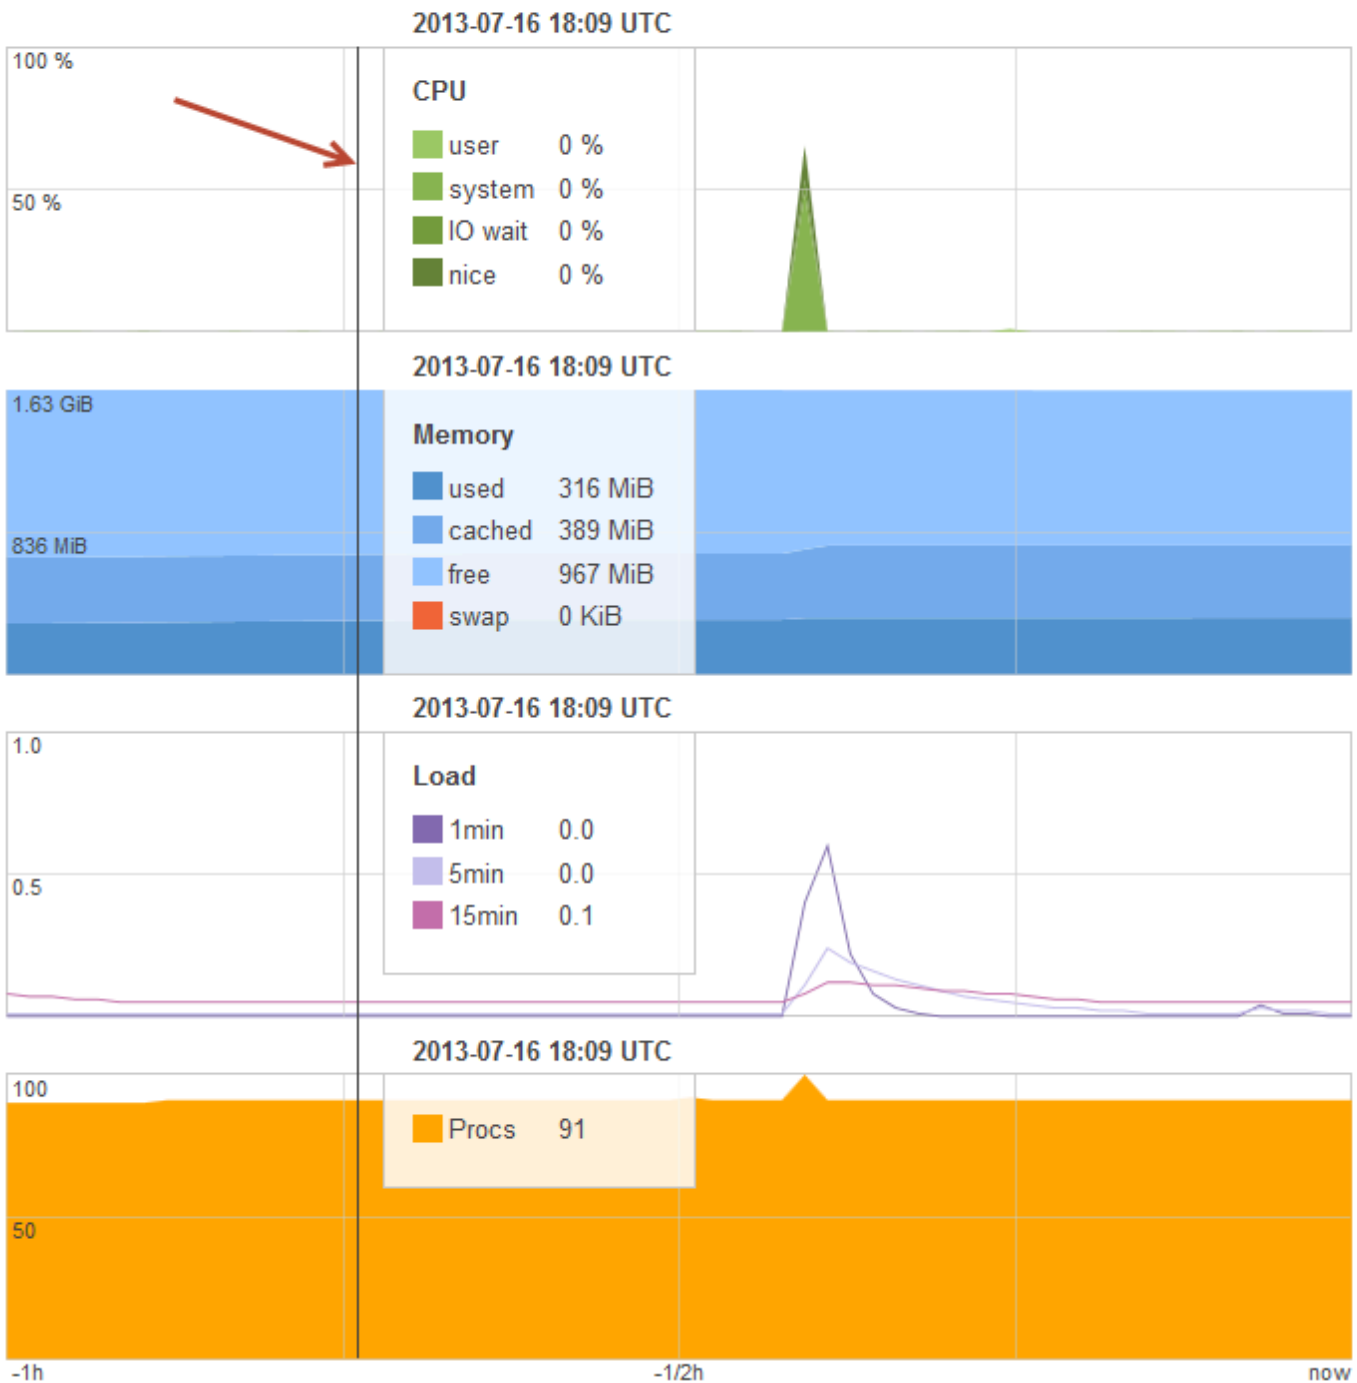 2013-07-16 18:09 UTC
100 %
CPU
user 0 %
system 0 %
50 %
IO wait 0 %
nice 0 %
2013-07-16 18:09 UTC
1.63 GiB
Memory
used 316 MiB
cached 389 MiB
836 MiB
free 967 MiB
swap 0 KiB
2013-07-16 18:09 UTC
1.0
Load
1min 0.0
5min 0.0
0.5
15min 0.1
2013-07-16 18:09 UTC
100
Procs 91
50
-1h -1/2h now